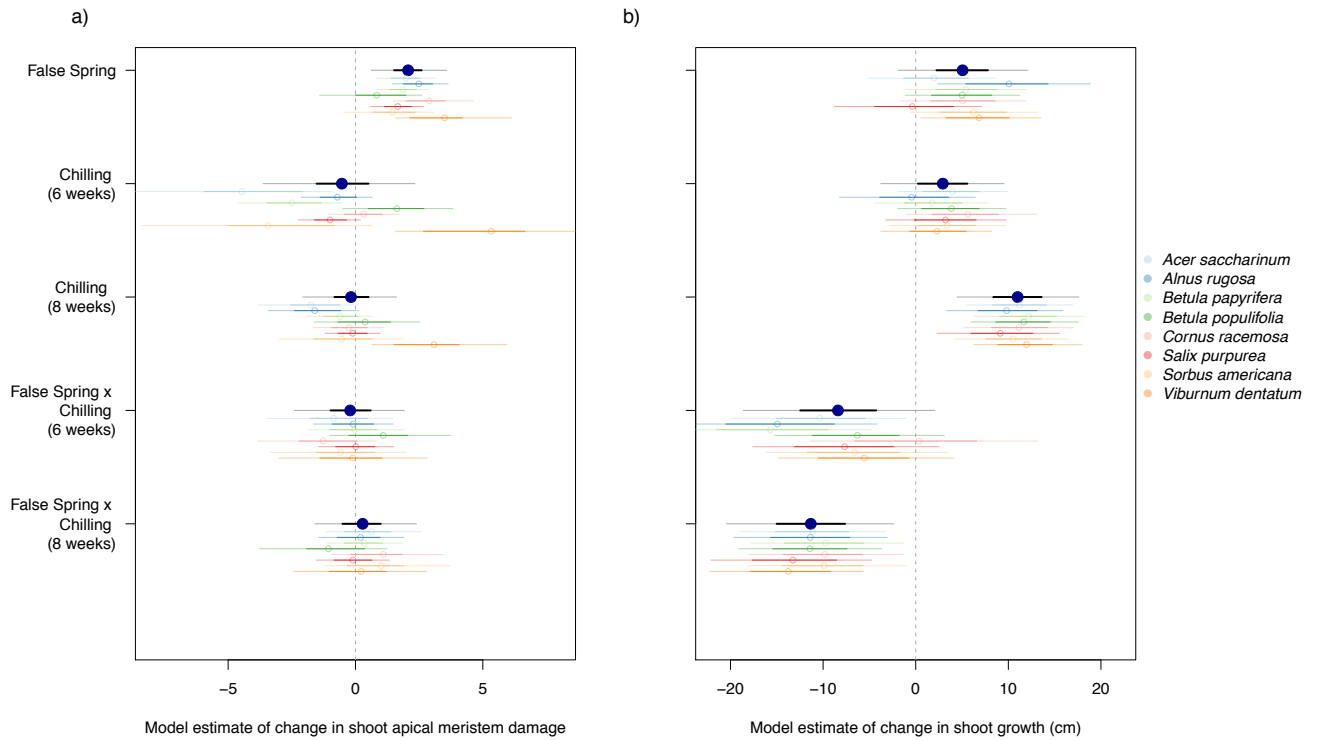 a)
b)
False Spring
Chilling
(6 weeks)
Chilling
(8 weeks)
False Spring x
Chilling
(6 weeks)
False Spring x
Chilling
(8 weeks)
−5
0
5
Model estimate of change in shoot apical meristem damage
−20
−10
0
10
20
Model estimate of change in shoot growth (cm)
Acer saccharinum
Alnus rugosa
Betula papyrifera
Betula populifolia
Cornus racemosa
Salix purpurea
Sorbus americana
Viburnum dentatum